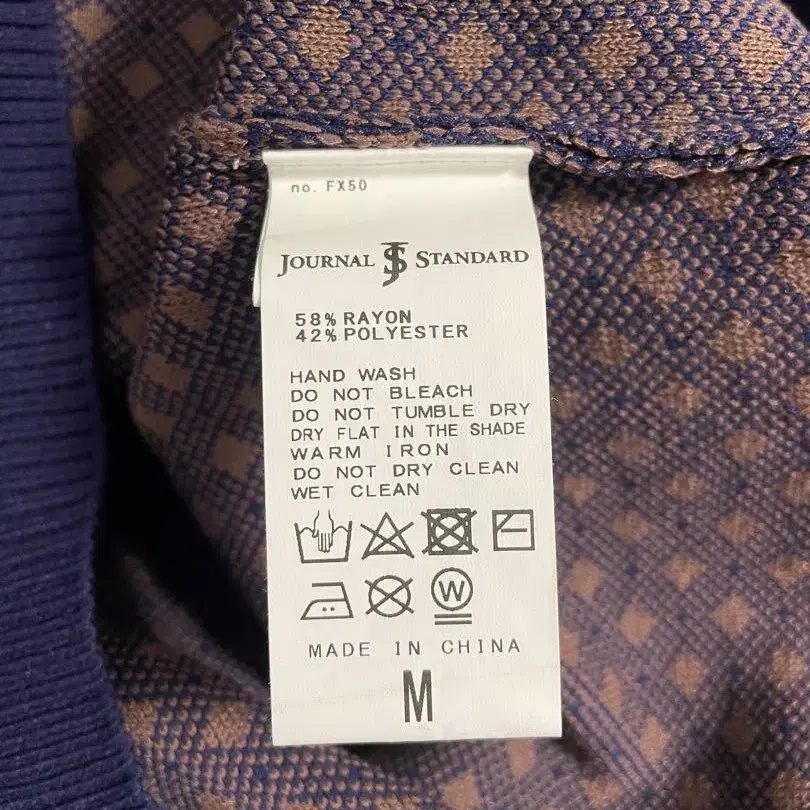 no. FX50
JOURNAL JS STANDARD
58% RAYON
42% POLYESTER
HAND WASH
DO NOT BLEACH
DO NOT TUMBLE DRY
DRY FLAT IN THE SHADE
WARM IRON
DO NOT DRY CLEAN
WET CLEAN
W
MADE IN CHINA
M